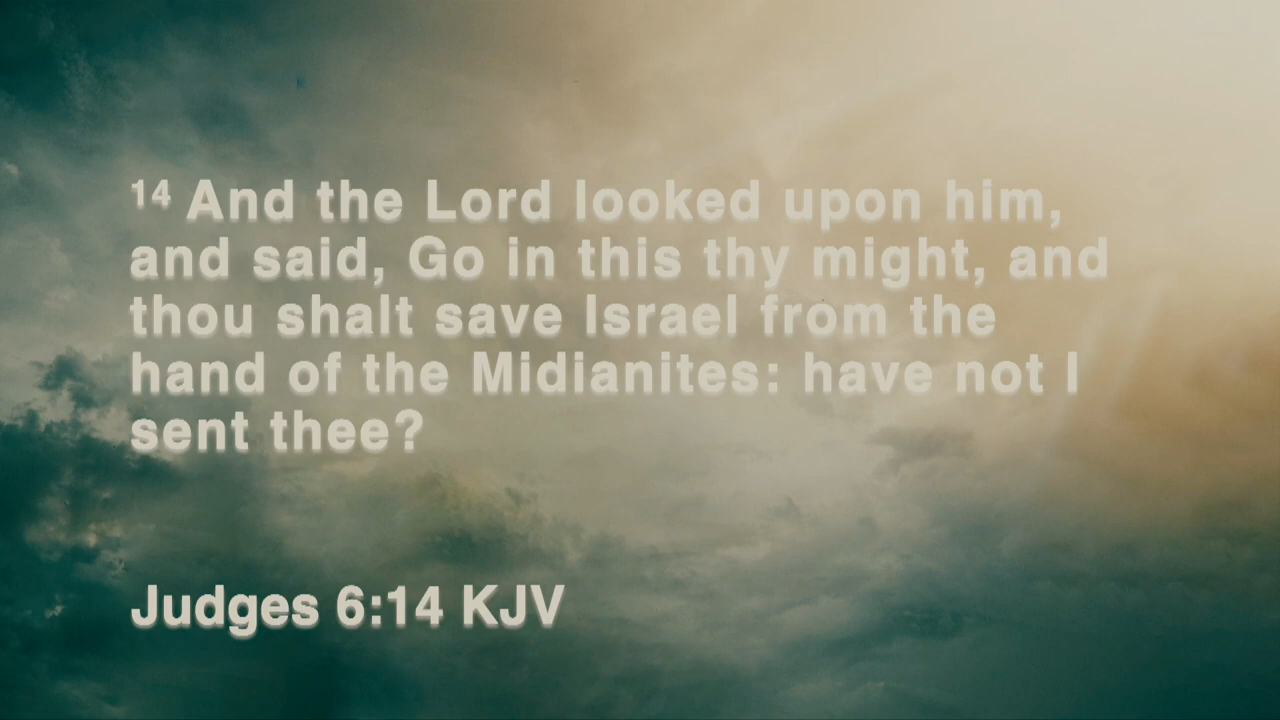 14 And the Lord looked upon him,
and said, Go in this thy might, and
thou shalt save Israel from the
hand of the Midianites: have not I
sent thee?
Judges 6:14 KJV